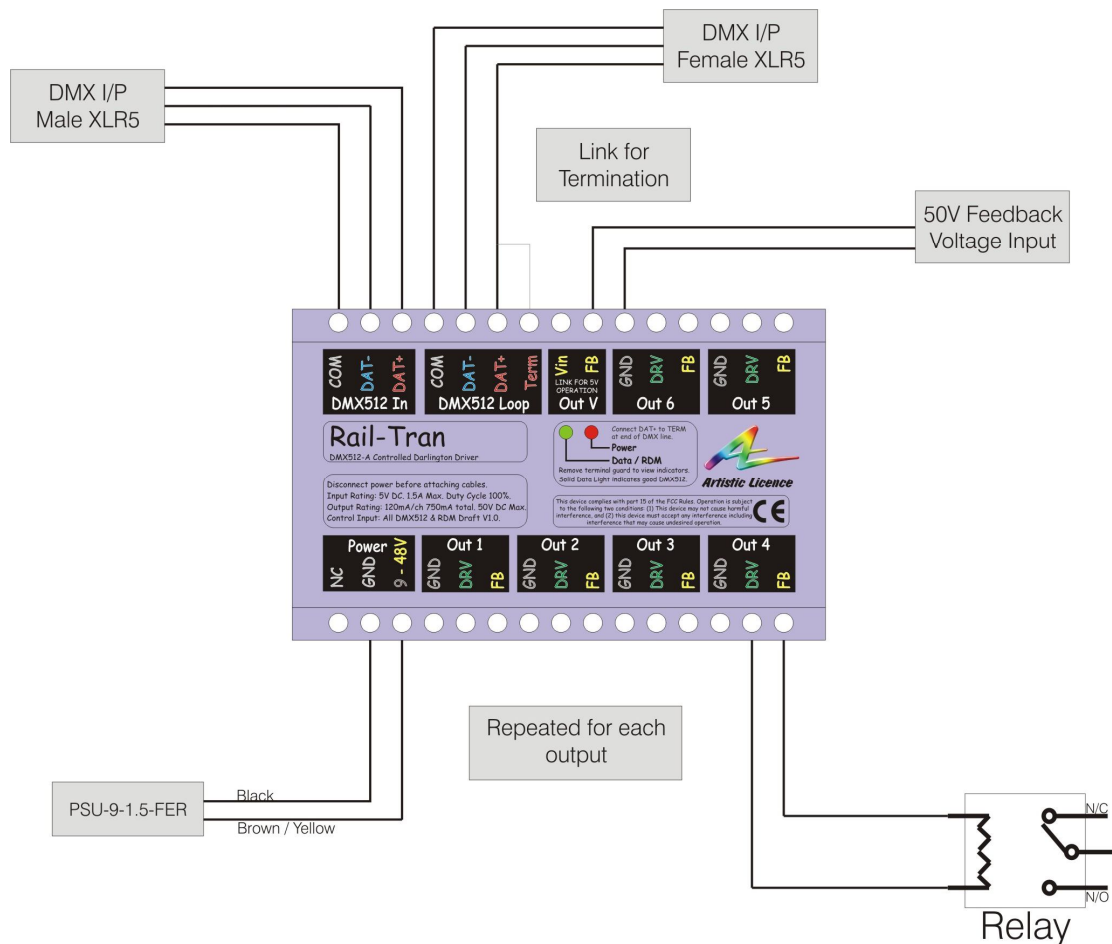 DMX I/P
Female XLR5
DMX I/P
Male XLR5
Link for
Termination
50V Feedback
Voltage Input
COM
DAT-
DAT+
DMX512 In
COM
DAT-
DAT+
Term
DMX512 Loop
Vin
FB
LINK FOR 5V
OPERATION
Out V
GND
DRV
FB
Out 6
GND
DRV
FB
Out 5
Rail-Tran
DMX512-A Controlled Darlington Driver
Connect DAT+ to TERM
at end of DMX line.
Power
Data / RDM
Remove terminal guard to view indicators.
Solid Data Light indicates good DMX512.
Artistic Licence
Disconnect power before attaching cables.
Input Rating: 5V DC. 1.5A Max. Duty Cycle 100%.
Output Rating: 120mA/ch 750mA total. 50V DC Max.
Control Input: All DMX512 & RDM Draft V1.0.
This device complies with part 15 of the FCC Rules. Operation is subject
to the following two conditions: (1) This device may not cause harmful
interference, and (2) this device must accept any interference including
interference that may cause undesired operation.
CE
Power
NC
GND
9 - 48V
Out 1
GND
DRV
FB
Out 2
GND
DRV
FB
Out 3
GND
DRV
FB
Out 4
GND
DRV
FB
Repeated for each
output
PSU-9-1.5-FER
Black
Brown / Yellow
N/C
N/O
Relay